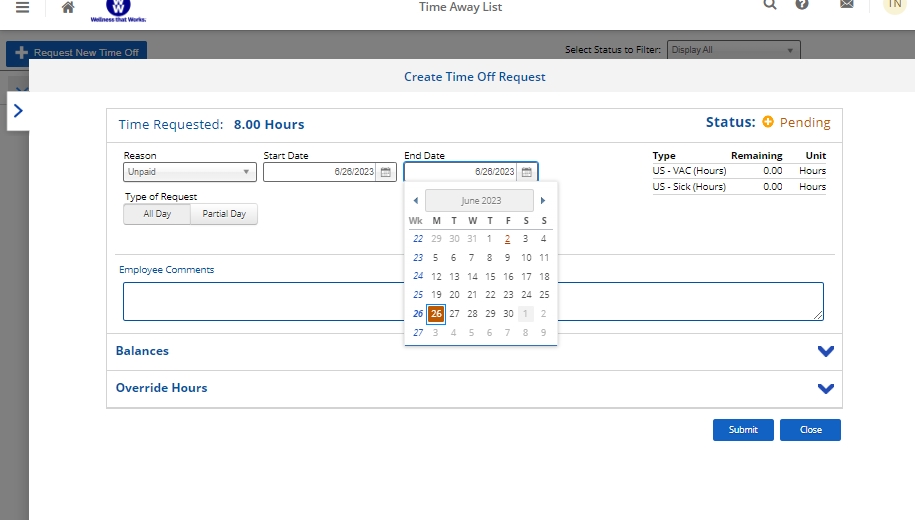 Time Away List
TN
WW
Wellness that Works.
Request New Time Off
Select Status to Filter: Display All
Create Time Off Request
Time Requested: 8.00 Hours
Status: Pending
Reason
Unpaid
Start Date
6/26/2023
End Date
6/26/2023
Type Remaining Unit
US - VAC (Hours) 0.00 Hours
US - Sick (Hours) 0.00 Hours
Type of Request
All Day Partial Day
June 2023
Wk M T W T F S S
22 29 30 31 1 2 3 4
23 5 6 7 8 9 10 11
24 12 13 14 15 16 17 18
25 19 20 21 22 23 24 25
26 26 27 28 29 30 1 2
27 3 4 5 6 7 8 9
Employee Comments
Balances
Override Hours
Submit Close